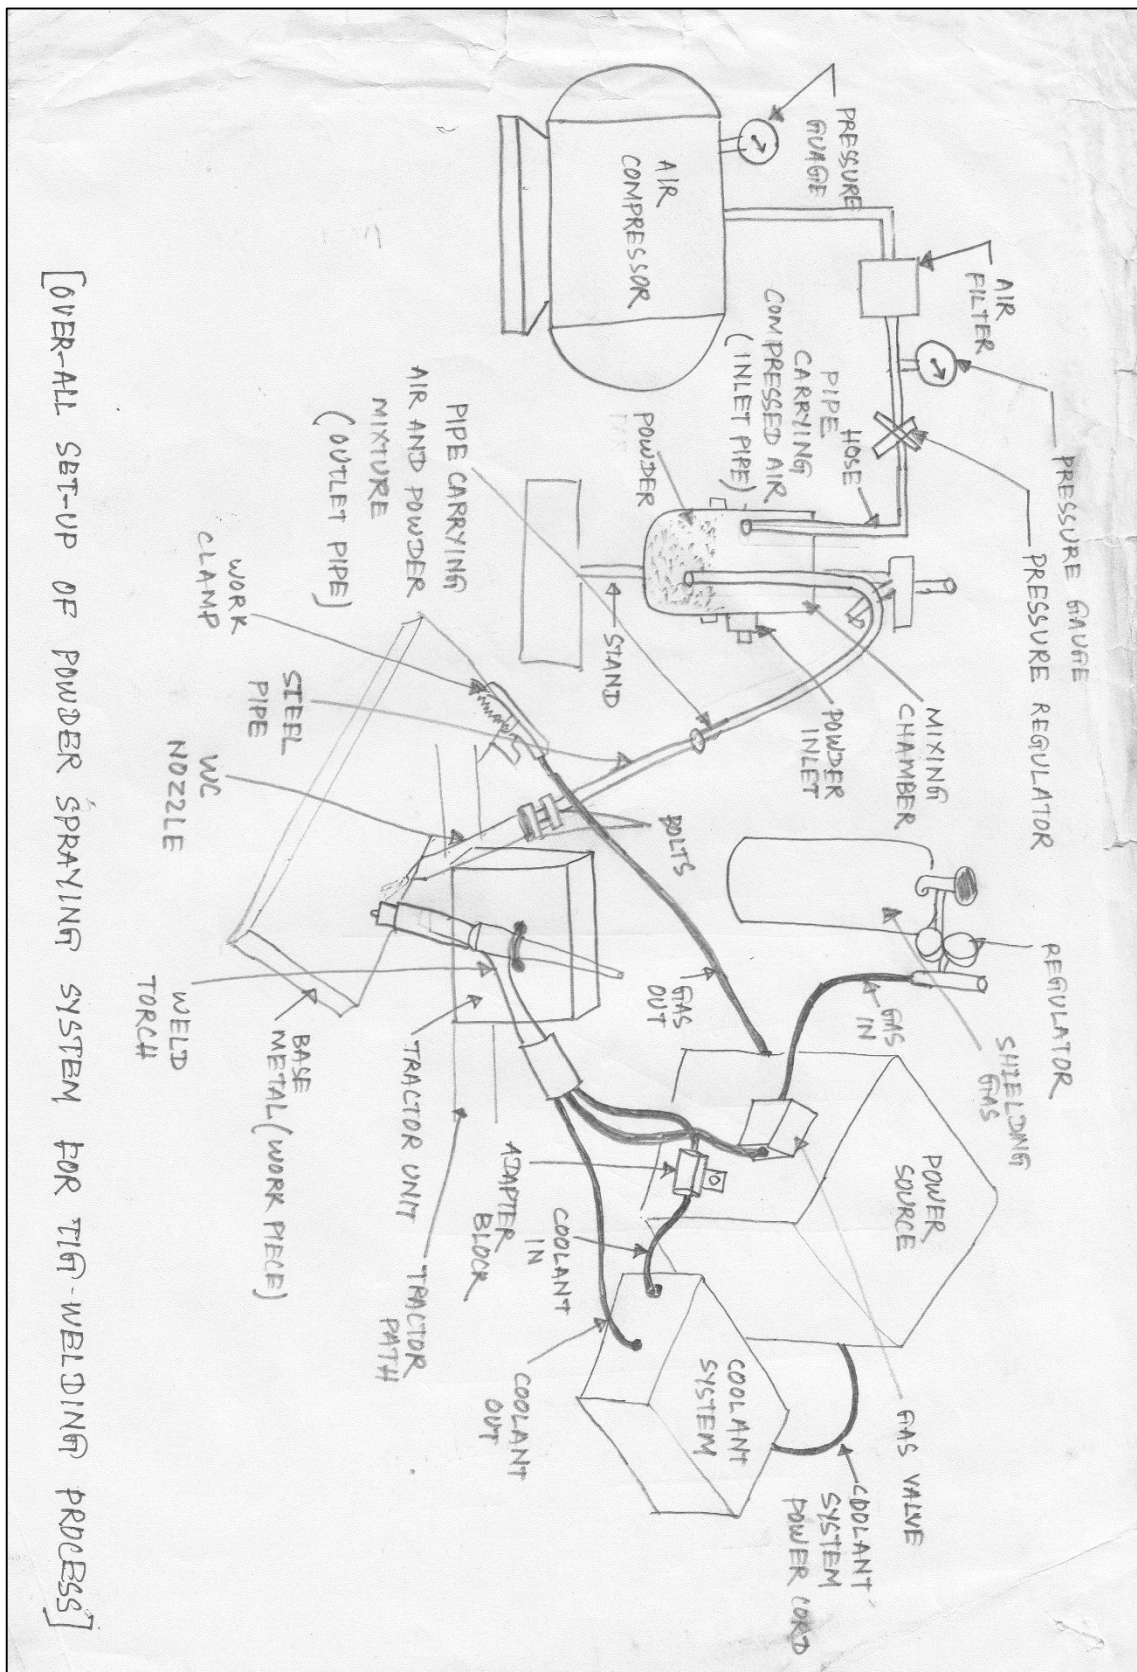 PRESSURE
GUAGE
AIR
COMPRESSOR
AIR
FILTER
PRESSURE GAUGE
PRESSURE REGULATOR
HOSE
PIPE
CARRYING
COMPRESSED AIR
(INLET PIPE)
POWDER
MIXING
CHAMBER
POWDER
INLET
STAND
PIPE CARRYING
AIR AND POWDER
MIXTURE
(OUTLET PIPE)
WORK
CLAMP
STEEL
PIPE
WC
NOZZLE
BOLTS
REGULATOR
SHIELDING
GAS
GAS
IN
GAS
OUT
POWER
SOURCE
GAS VALVE
WELD
TORCH
BASE
METAL (WORK PIECE)
TRACTOR UNIT
TRACTOR
PATH
ADAPTER
BLOCK
COOLANT
IN
COOLANT
OUT
COOLANT
SYSTEM
COOLANT
SYSTEM
POWER CORD
[OVER-ALL SET-UP OF POWDER SPRAYING SYSTEM FOR TIG-WELDING PROCESS]